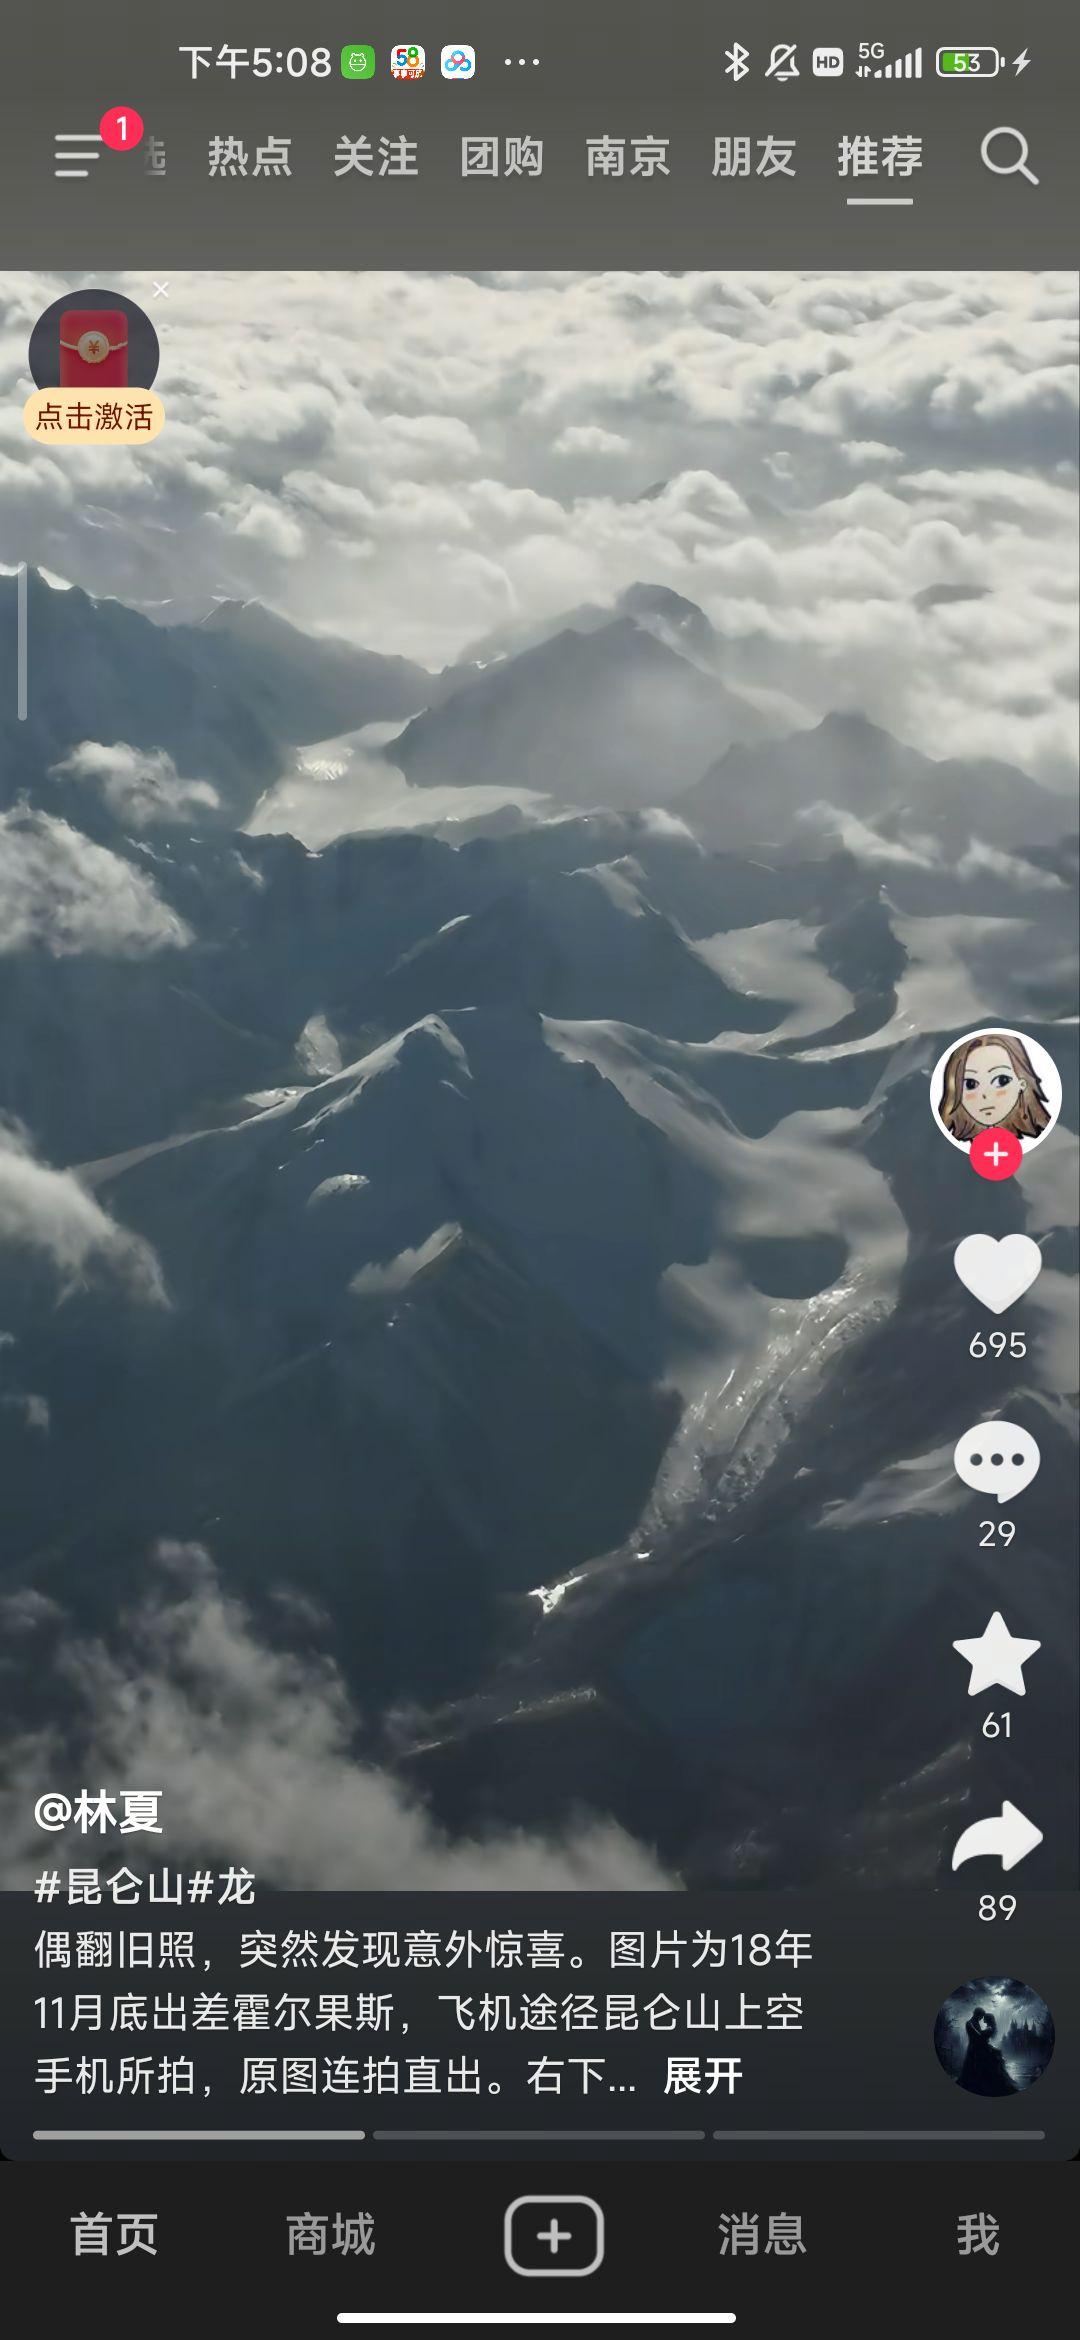 下午5:08
58
HD
5G
53
1
热点 关注 团购 南京 朋友 推荐
点击激活
695
29
61
89
@林夏
#昆仑山#龙
偶翻旧照，突然发现意外惊喜。图片为18年
11月底出差霍尔果斯，飞机途径昆仑山上空
手机所拍，原图连拍直出。右下... 展开
首页 商城 消息 我